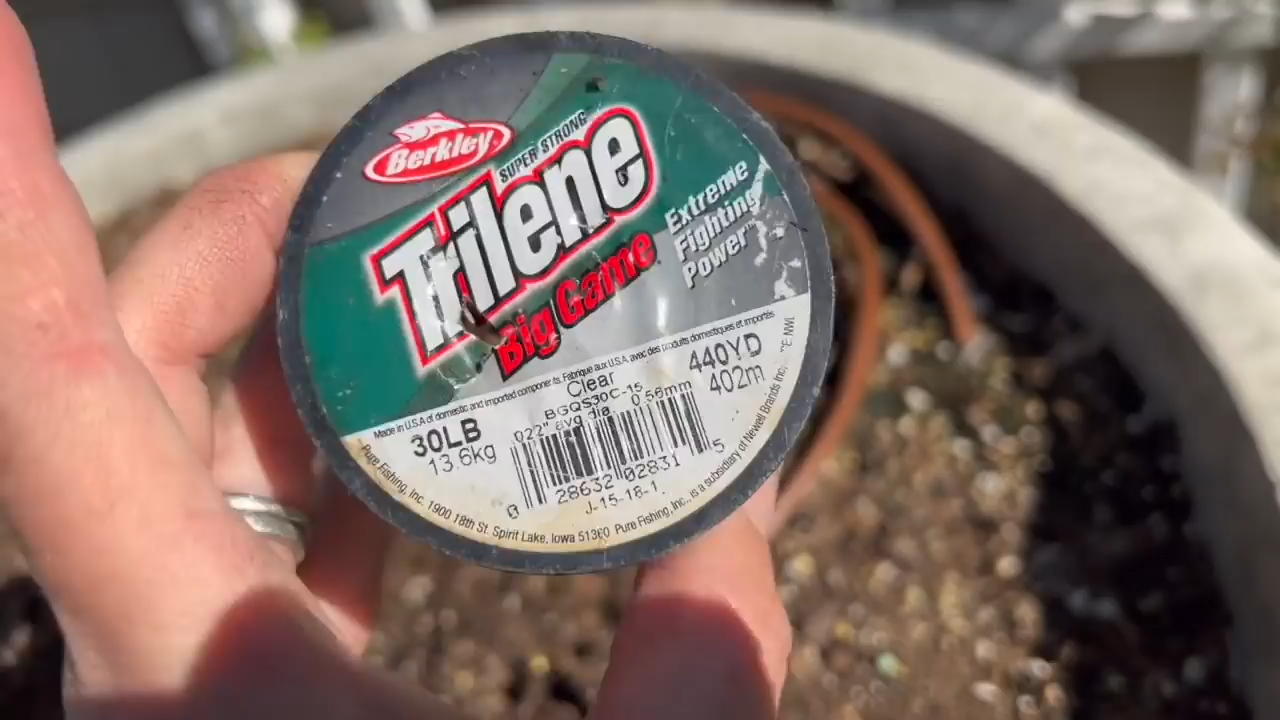 Berkley
SUPER STRONG
Trilene
Big Game
Extreme
Fighting
Power™
Made in U.S.A of domestic and imported components. Fabrique aux U.S.A. avec des produits domestiques et importés
Clear
30LB
13.6kg
BGQS30C-15
.022" avg dia 0.56mm
440YD
402m
0 28632 02831 5
J-15-18-1
Pure Fishing, Inc. 1900 18th St. Spirit Lake, Iowa 51360 Pure Fishing, Inc., is a subsidiary of Newell Brands Inc.